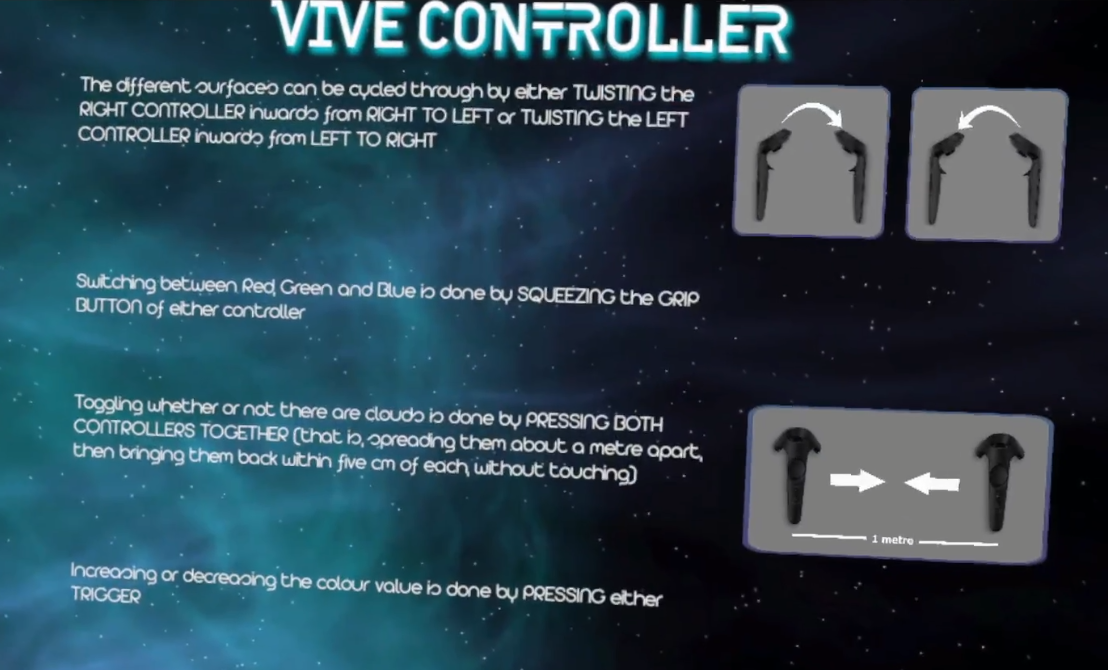 VIVE CONTROLLER
The different surfaces can be cycled through by either TWISTING the
RIGHT CONTROLLER inwards from RIGHT TO LEFT or TWISTING the LEFT
CONTROLLER inwards from LEFT TO RIGHT
Switching between Red, Green and Blue is done by SQUEEZING the GRIP
BUTTON of either controller
Toggling whether or not there are clouds is done by PRESSING BOTH
CONTROLLERS TOGETHER (that is, spreading them about a metre apart,
then bringing them back within five cm of each, without touching)
1 metre
Increasing or decreasing the colour value is done by PRESSING either
TRIGGER